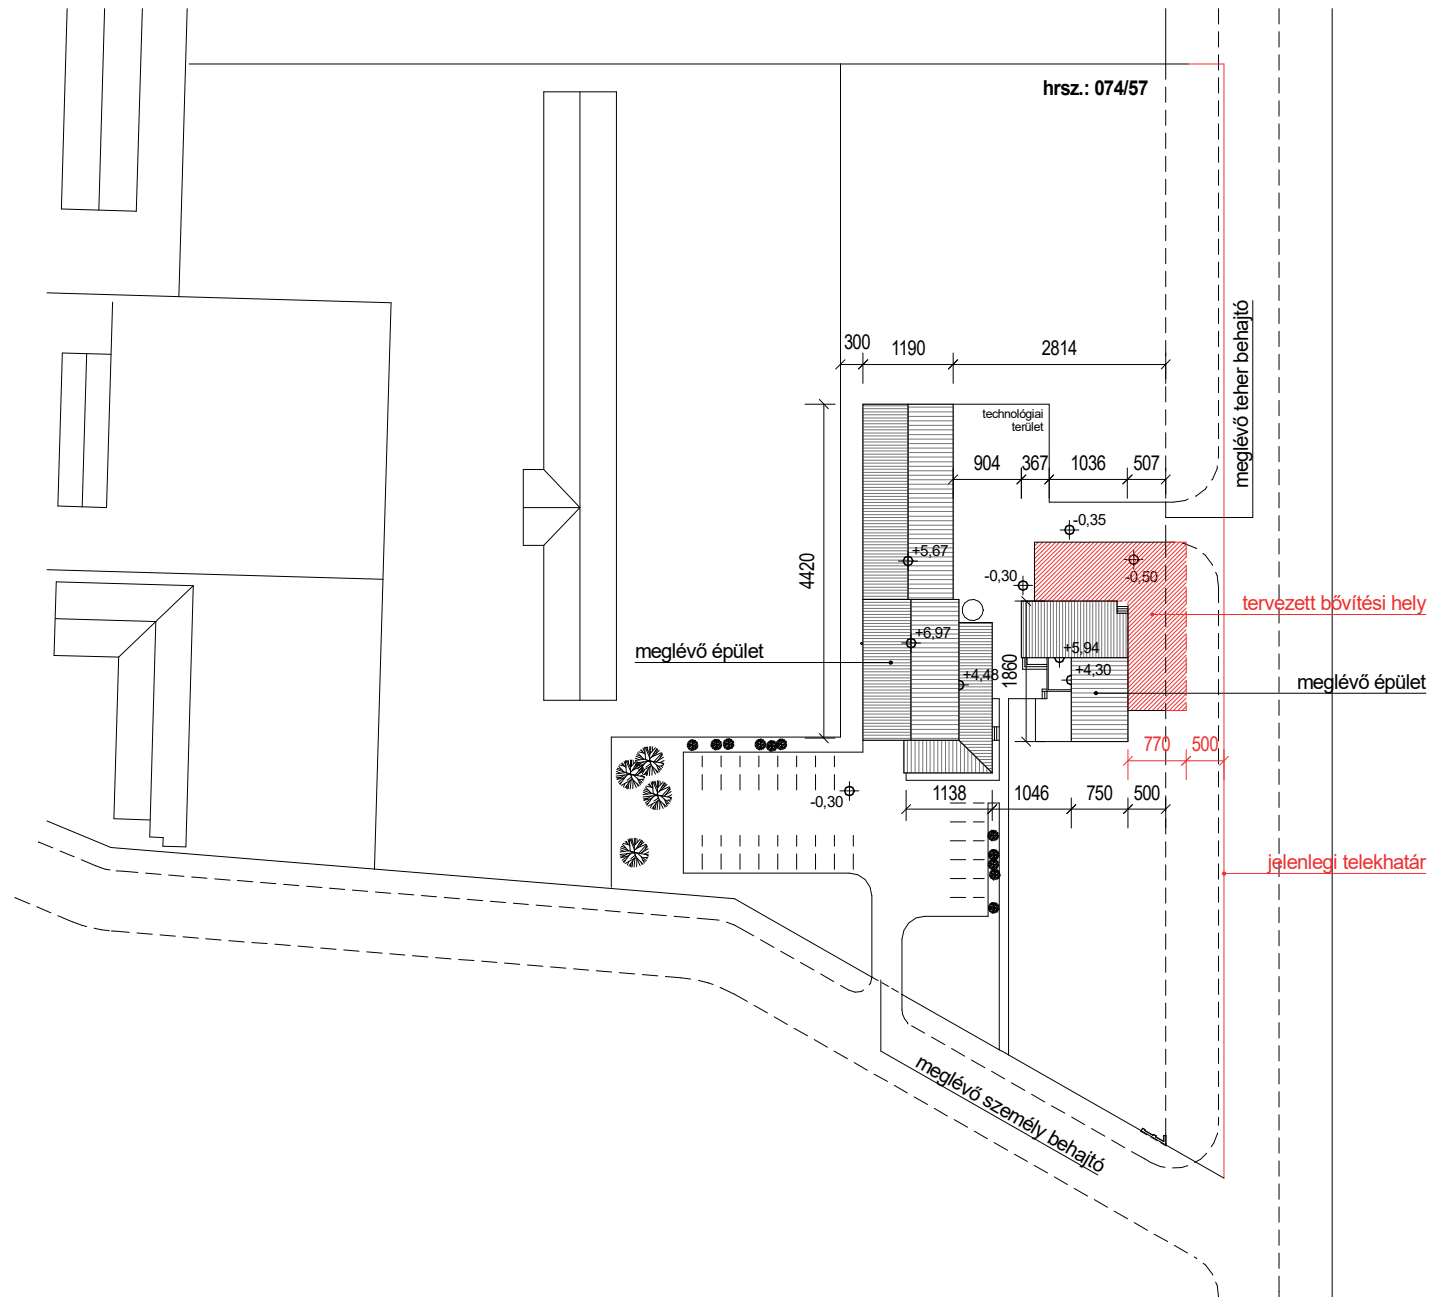 hrsz.: 074/57
meglévő teher behajtó
300
1190
2814
technológiai
terület
904
367
1036
507
-0,35
+5,67
-0,50
4420
-0,30
tervezett bővítési hely
+6,97
meglévő épület
+5,94
1860
+4,48
+4,30
meglévő épület
770
500
-0,30
1138
1046
750
500
jelenlegi telekhatár
meglévő személy behajtó